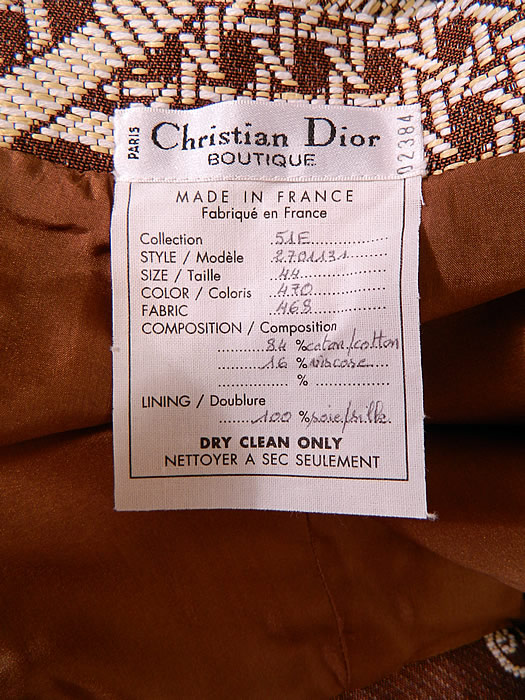 PARIS
Christian Dior
BOUTIQUE
02384
MADE IN FRANCE
Fabriqué en France
Collection 51E
STYLE / Modèle 2701131
SIZE / Taille 44
COLOR / Coloris 470
FABRIC 468
COMPOSITION / Composition
84 % coton/cotton
16 % viscose
%
LINING / Doublure
100 % soie/silk
DRY CLEAN ONLY
NETTOYER A SEC SEULEMENT